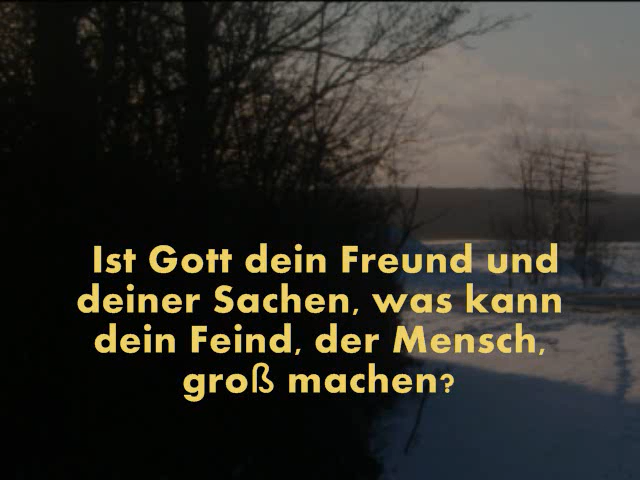 Ist Gott dein Freund und
deiner Sachen, was kann
dein Feind, der Mensch,
groß machen?